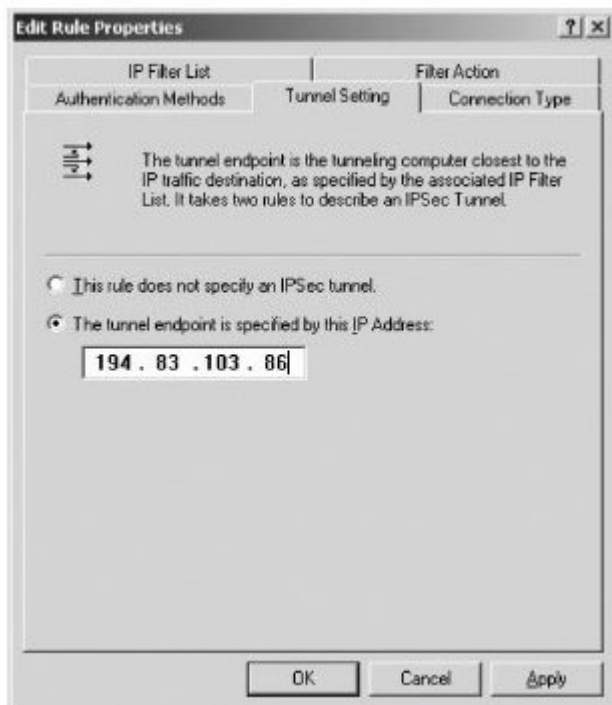 Edit Rule Properties
IP Filter List
Filter Action
Authentication Methods
Tunnel Setting
Connection Type
The tunnel endpoint is the tunneling computer closest to the
IP traffic destination, as specified by the associated IP Filter
List. It takes two rules to describe an IPSec Tunnel.
This rule does not specify an IPSec tunnel.
The tunnel endpoint is specified by this IP Address:
194 . 83 . 103 . 86
OK
Cancel
Apply